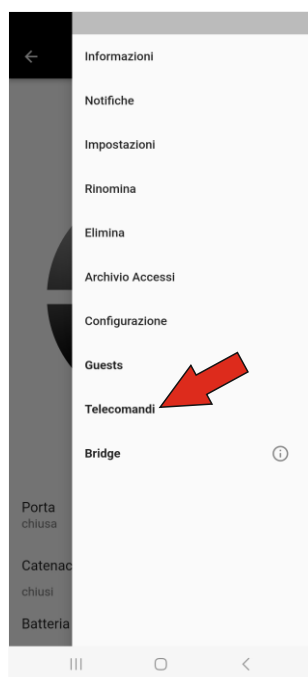 Informazioni
Notifiche
Impostazioni
Rinomina
Elimina
Archivio Accessi
Configurazione
Guests
Telecomandi
Bridge
Porta
chiusa
Catenac
chiusi
Batteria